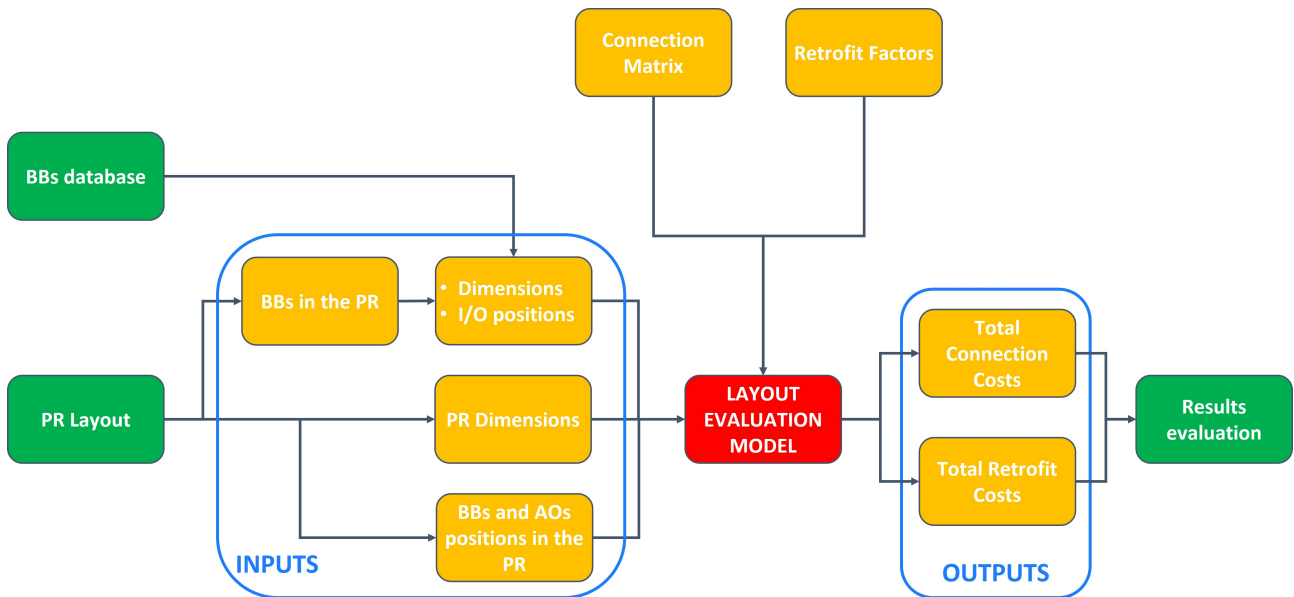 Connection
Matrix
Retrofit Factors
BBs database
BBs in the PR
• Dimensions
• I/O positions
PR Layout
PR Dimensions
BBs and AOs
positions in the
PR
INPUTS
LAYOUT
EVALUATION
MODEL
Total
Connection
Costs
Total Retrofit
Costs
OUTPUTS
Results
evaluation